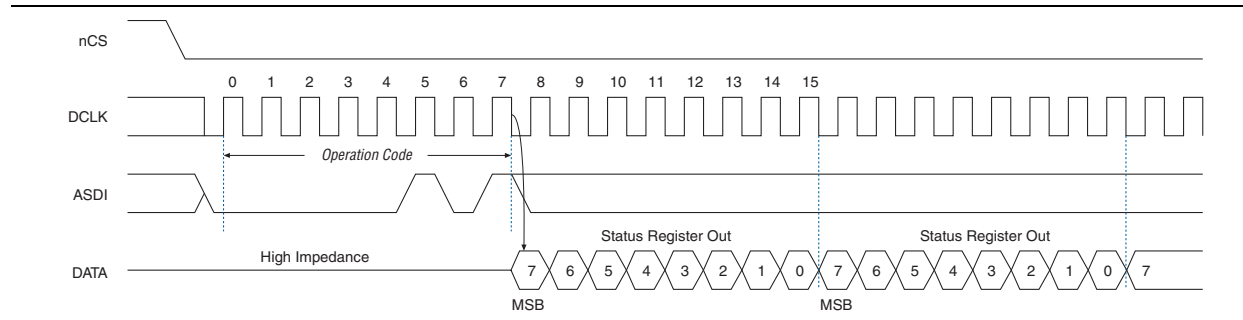 nCS
0 1 2 3 4 5 6 7 8 9 10 11 12 13 14 15
DCLK
Operation Code
ASDI
Status Register Out Status Register Out
High Impedance
DATA 7 6 5 4 3 2 1 0 7 6 5 4 3 2 1 0 7
MSB MSB